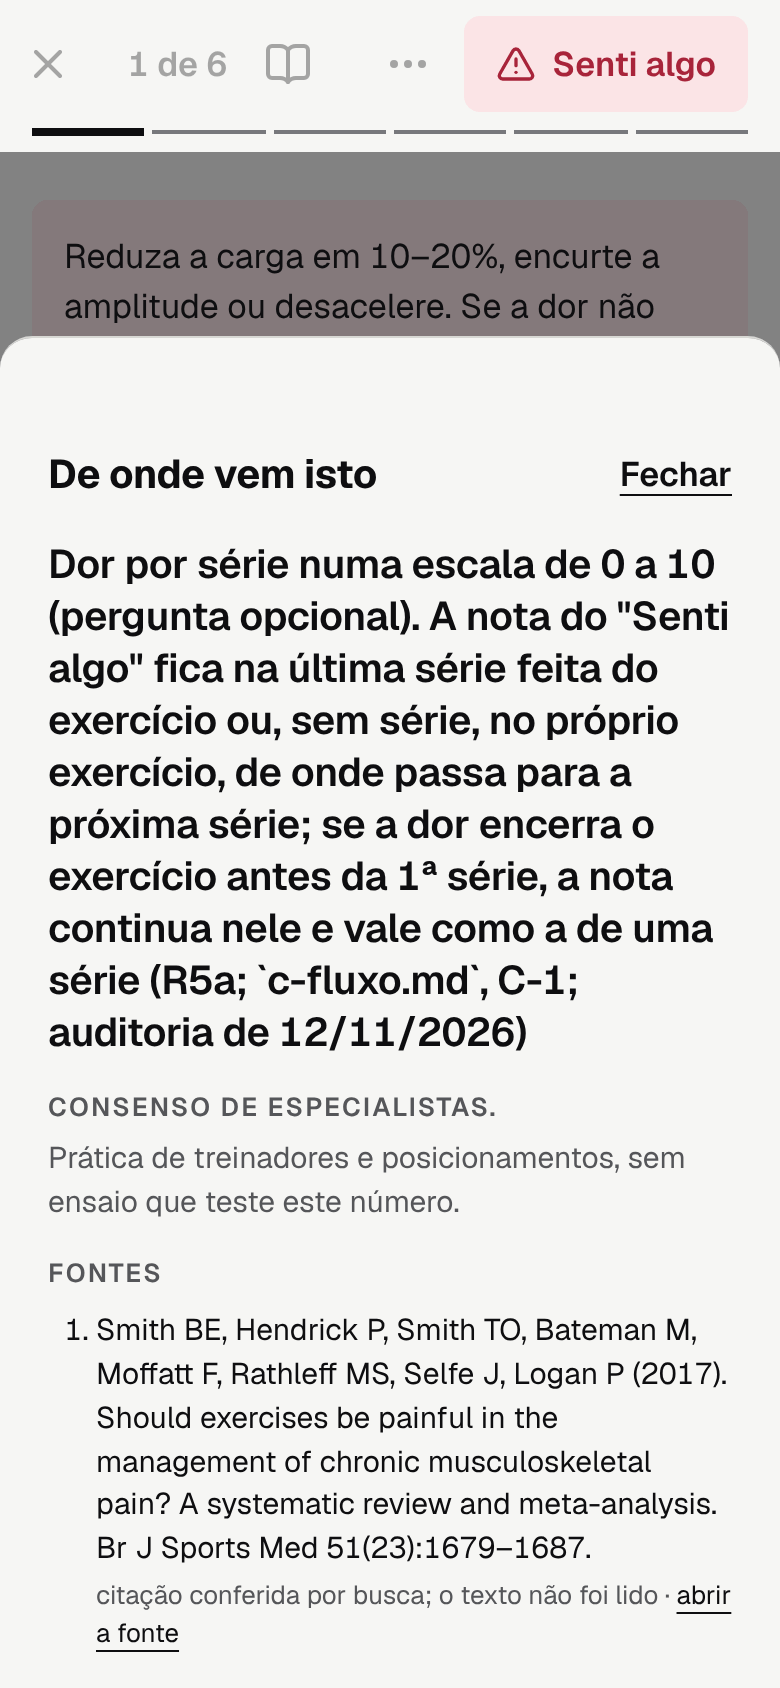 1 de 6
Senti algo
Reduza a carga em 10–20%, encurte a
amplitude ou desacelere. Se a dor não
De onde vem isto
Fechar
Dor por série numa escala de 0 a 10
(pergunta opcional). A nota do "Senti
algo" fica na última série feita do
exercício ou, sem série, no próprio
exercício, de onde passa para a
próxima série; se a dor encerra o
exercício antes da 1ª série, a nota
continua nele e vale como a de uma
série (R5a; `c-fluxo.md`, C-1;
auditoria de 12/11/2026)
CONSENSO DE ESPECIALISTAS.
Prática de treinadores e posicionamentos, sem
ensaio que teste este número.
FONTES
1. Smith BE, Hendrick P, Smith TO, Bateman M,
Moffatt F, Rathleff MS, Selfe J, Logan P (2017).
Should exercises be painful in the
management of chronic musculoskeletal
pain? A systematic review and meta-analysis.
Br J Sports Med 51(23):1679–1687.
citação conferida por busca; o texto não foi lido · abrir
a fonte